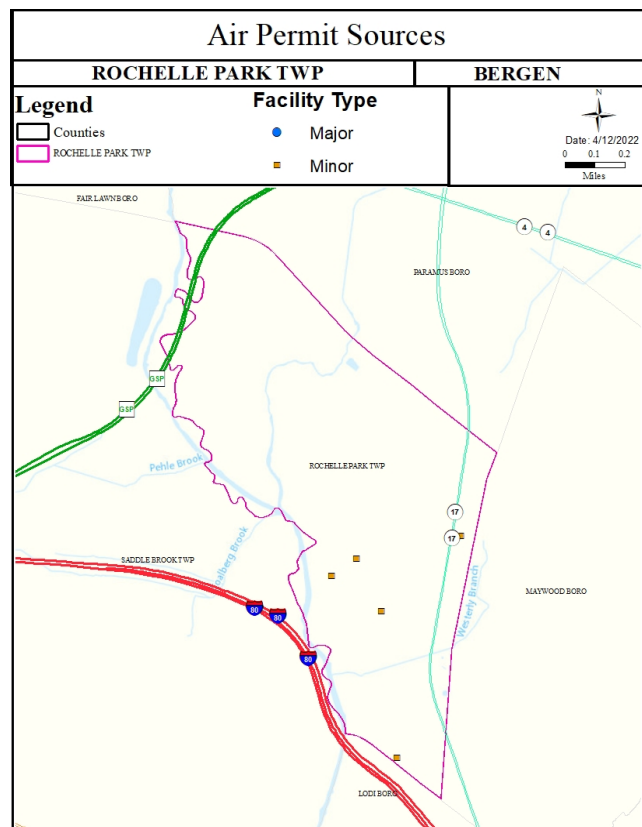 Air Permit Sources
ROCHELLE PARK TWP
BERGEN
Legend
Counties
ROCHELLE PARK TWP
Facility Type
Major
Minor
N
Date: 4/12/2022
0 0.1 0.2
Miles
FAIR LAWN BORO
4 4
PARAMUS BORO
GSP
GSP
Pehle Brook
ROCHELLE PARK TWP
17
17
SADDLE BROOK TWP
Brook
MAYWOOD BORO
Westerly Branch
80
80
80
LODI BORO